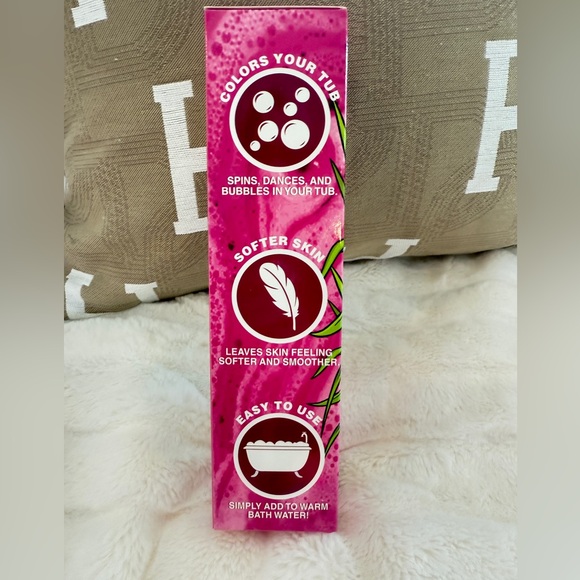 COLORS YOUR TUB
SPINS, DANCES, AND
BUBBLES IN YOUR TUB.
SOFTER SKIN
LEAVES SKIN FEELING
SOFTER AND SMOOTHER
EASY TO USE
SIMPLY ADD TO WARM
BATH WATER!